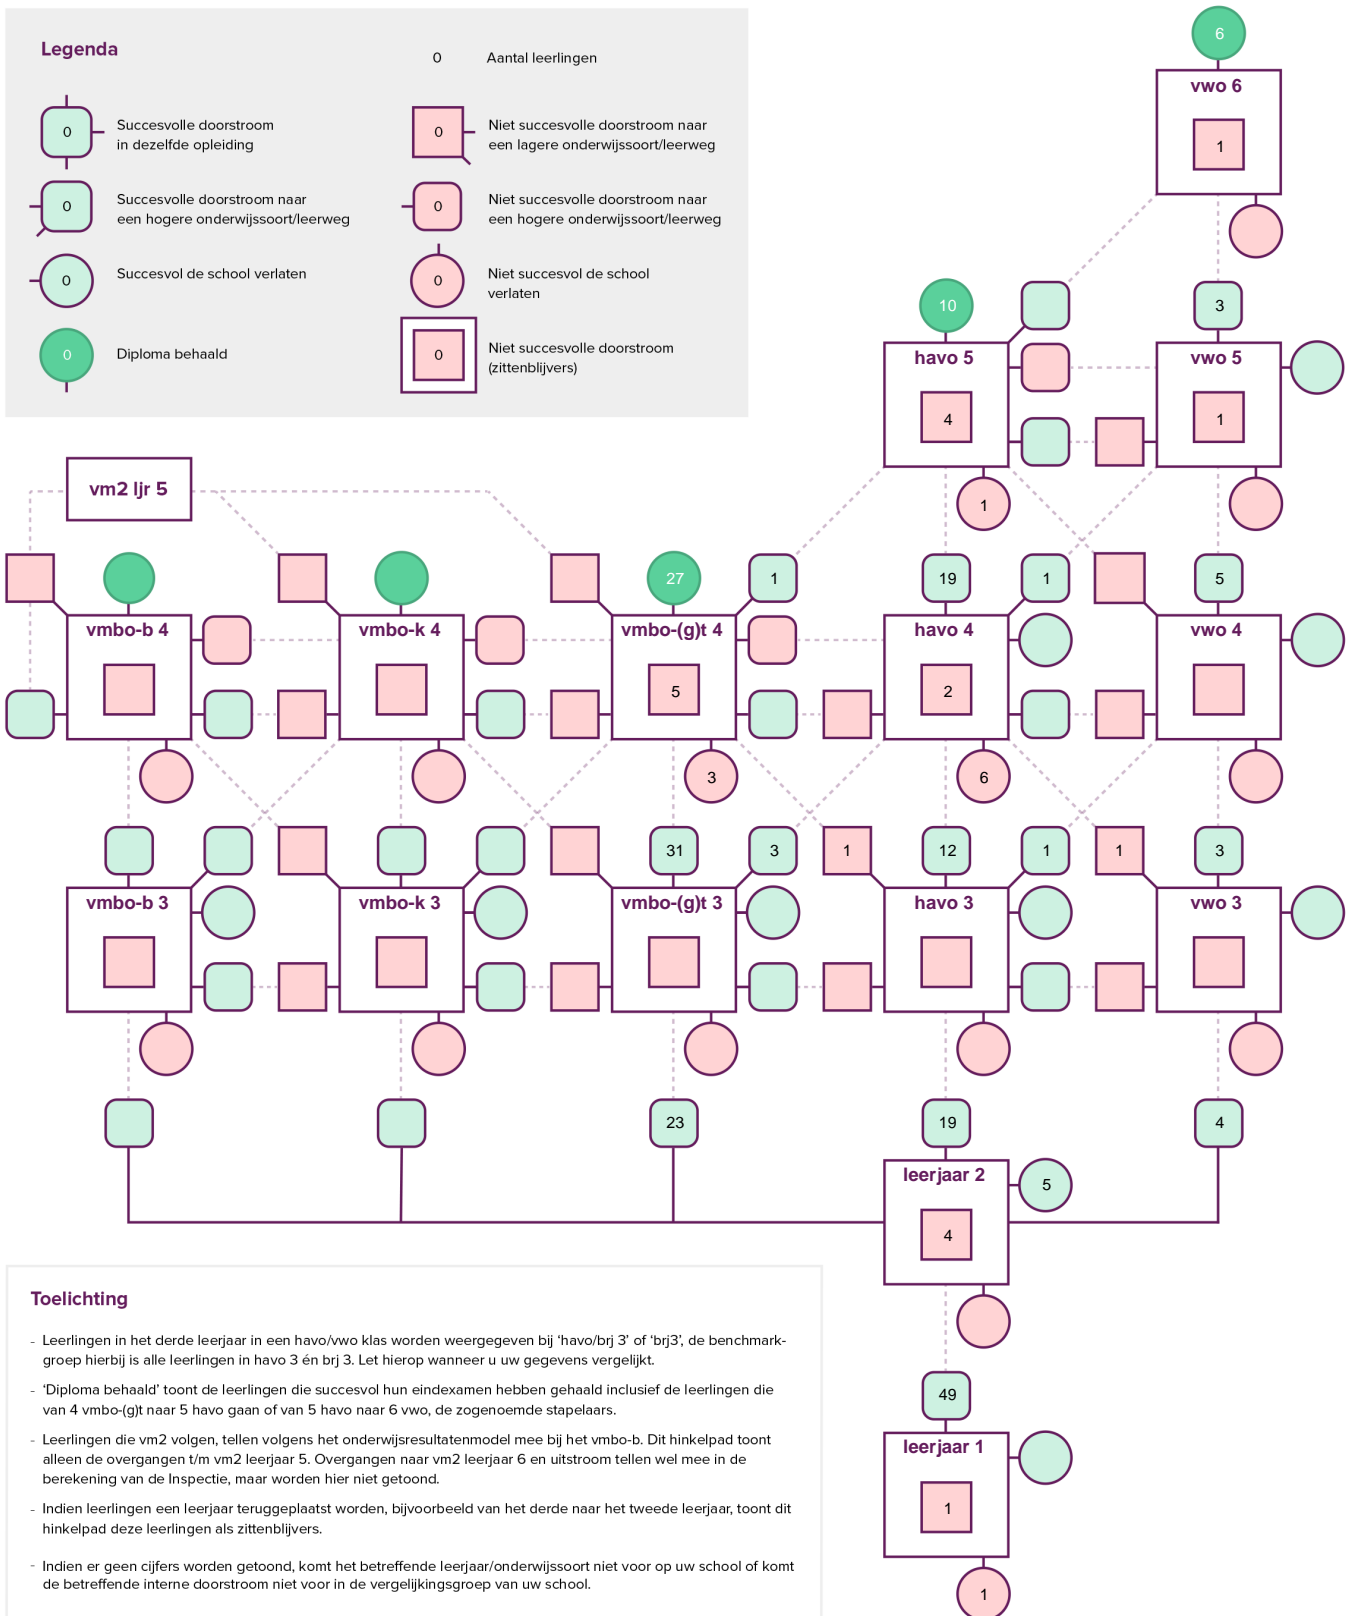 Legenda
0 Aantal leerlingen
0 Succesvolle doorstroom
in dezelfde opleiding
0 Niet succesvolle doorstroom naar
een lagere onderwijssoort/leerweg
0 Succesvolle doorstroom naar
een hogere onderwijssoort/leerweg
0 Niet succesvolle doorstroom naar
een hogere onderwijssoort/leerweg
0 Succesvol de school verlaten
0 Niet succesvol de school
verlaten
0 Diploma behaald
0 Niet succesvolle doorstroom
(zittenblijvers)
6
vwo 6
1
10
3
havo 5
vwo 5
4
1
vm2 ljr 5
1
27
1
19
1
5
vmbo-b 4
vmbo-k 4
vmbo-(g)t 4
havo 4
vwo 4
5
2
3
6
31
3
1
12
1
1
3
vmbo-b 3
vmbo-k 3
vmbo-(g)t 3
havo 3
vwo 3
23
19
4
leerjaar 2
5
4
49
leerjaar 1
1
1
Toelichting
- Leerlingen in het derde leerjaar in een havo/vwo klas worden weergegeven bij ‘havo/brj 3’ of ‘brj3’, de benchmark-
groep hierbij is alle leerlingen in havo 3 én brj 3. Let hierop wanneer u uw gegevens vergelijkt.
- ‘Diploma behaald’ toont de leerlingen die succesvol hun eindexamen hebben gehaald inclusief de leerlingen die
van 4 vmbo-(g)t naar 5 havo gaan of van 5 havo naar 6 vwo, de zogenoemde stapelaars.
- Leerlingen die vm2 volgen, tellen volgens het onderwijsresultatenmodel mee bij het vmbo-b. Dit hinkelpad toont
alleen de overgangen t/m vm2 leerjaar 5. Overgangen naar vm2 leerjaar 6 en uitstroom tellen wel mee in de
berekening van de Inspectie, maar worden hier niet getoond.
- Indien leerlingen een leerjaar teruggeplaatst worden, bijvoorbeeld van het derde naar het tweede leerjaar, toont dit
hinkelpad deze leerlingen als zittenblijvers.
- Indien er geen cijfers worden getoond, komt het betreffende leerjaar/onderwijssoort niet voor op uw school of komt
de betreffende interne doorstroom niet voor in de vergelijkingsgroep van uw school.